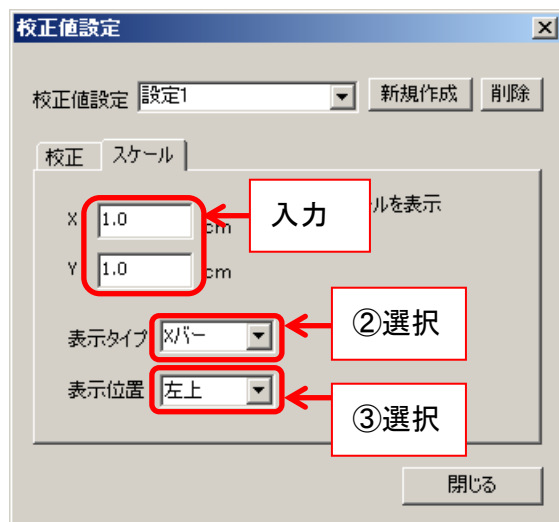 校正値設定
校正値設定 設定1 新規作成 削除
校正 スケール
X 1.0 cm 入力 ルを表示
Y 1.0 cm
表示タイプ Xバー ②選択
表示位置 左上 ③選択
閉じる